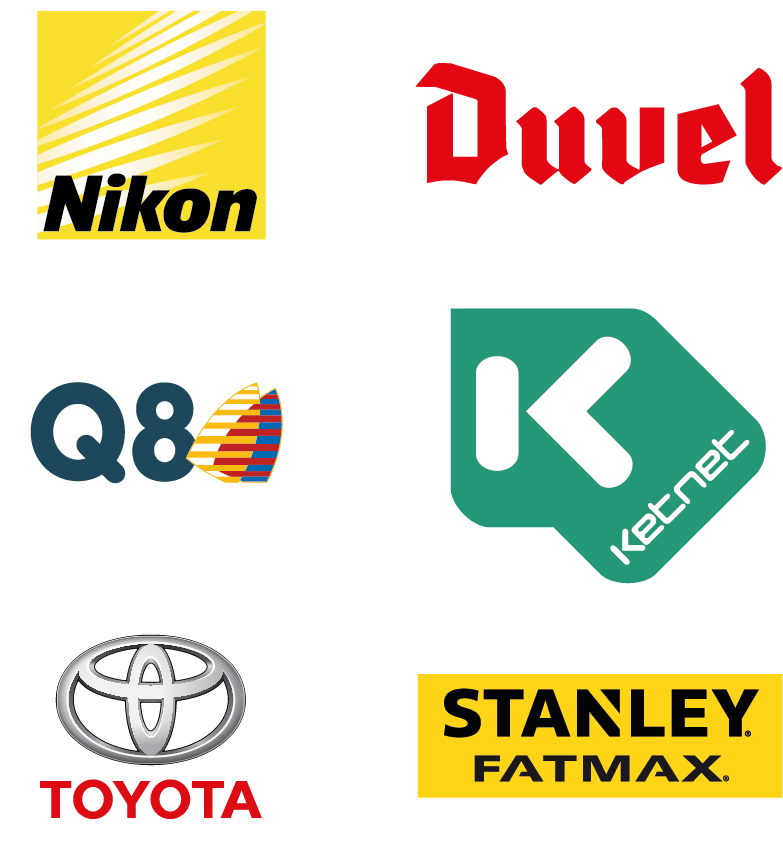 Nikon
Duvel
Q8
K
Ketnet
TOYOTA
STANLEY®
FATMAX®